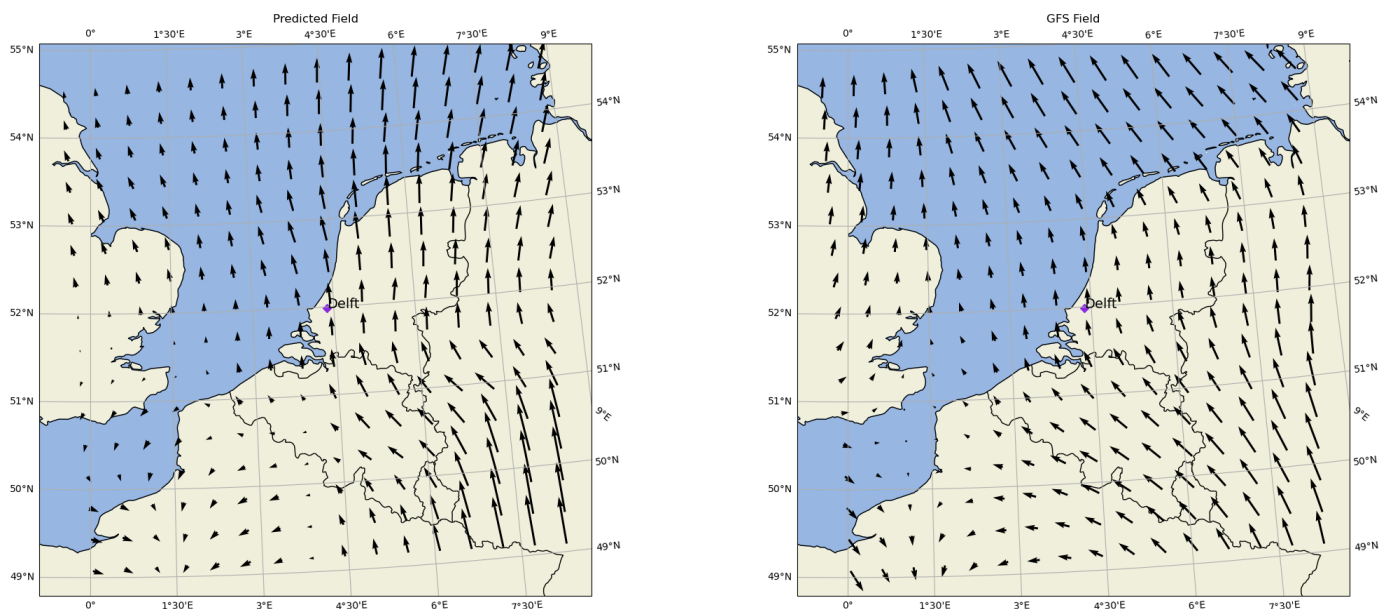 Predicted Field
0° 1°30′E 3°E 4°30′E 6°E 7°30′E 9°E
55°N
54°N
54°N
53°N
53°N
52°N
Delft
52°N
51°N
51°N
9°E
50°N
50°N
49°N
49°N
0° 1°30′E 3°E 4°30′E 6°E 7°30′E
GFS Field
0° 1°30′E 3°E 4°30′E 6°E 7°30′E 9°E
55°N
54°N
54°N
53°N
53°N
52°N
Delft
52°N
51°N
51°N
9°E
50°N
50°N
49°N
49°N
0° 1°30′E 3°E 4°30′E 6°E 7°30′E